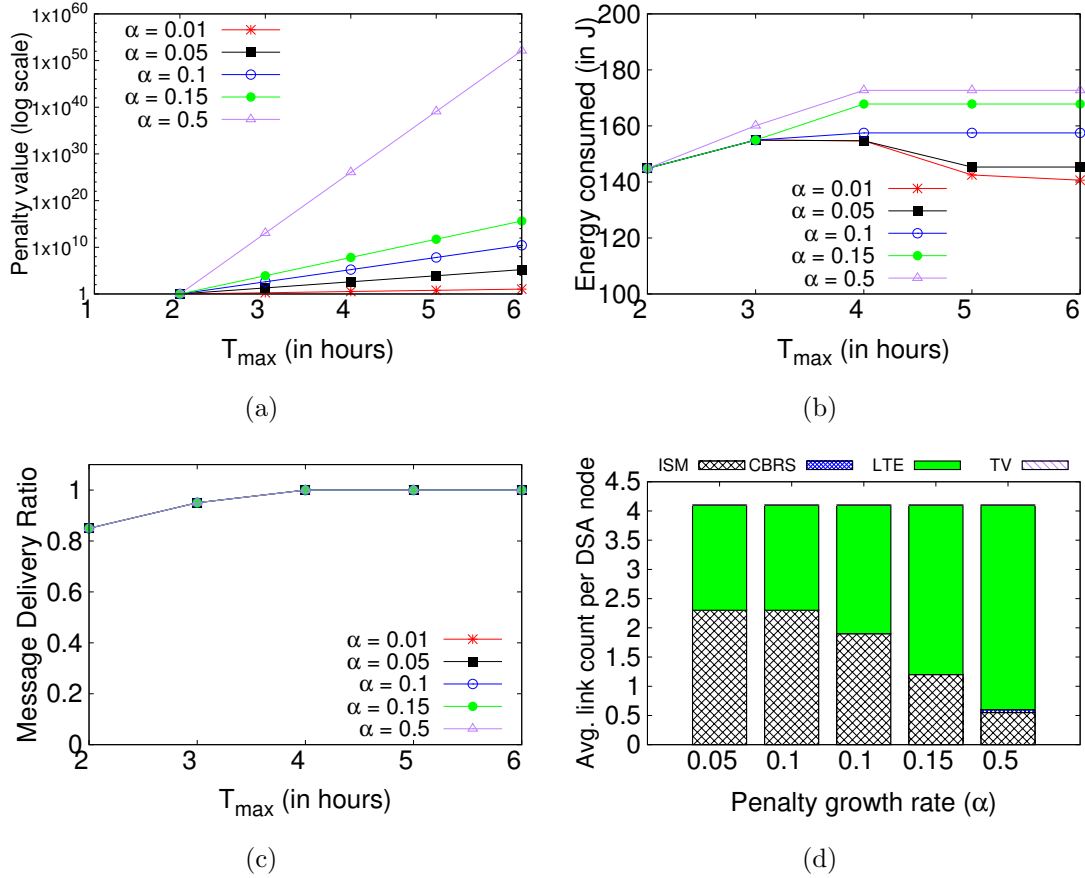 Penalty value (log scale)
1x10^60
1x10^50
1x10^40
1x10^30
1x10^20
1x10^10
1
α = 0.01
α = 0.05
α = 0.1
α = 0.15
α = 0.5
1 2 3 4 5 6
T_max (in hours)
(a)
Energy consumed (in J)
200
180
160
140
120
100
α = 0.01
α = 0.05
α = 0.1
α = 0.15
α = 0.5
2 3 4 5 6
T_max (in hours)
(b)
Message Delivery Ratio
1
0.8
0.6
0.4
0.2
0
α = 0.01
α = 0.05
α = 0.1
α = 0.15
α = 0.5
2 3 4 5 6
T_max (in hours)
(c)
ISM CBRS LTE TV
Avg. link count per DSA node
4.5
4
3.5
3
2.5
2
1.5
1
0.5
0
0.05 0.1 0.1 0.15 0.5
Penalty growth rate (α)
(d)